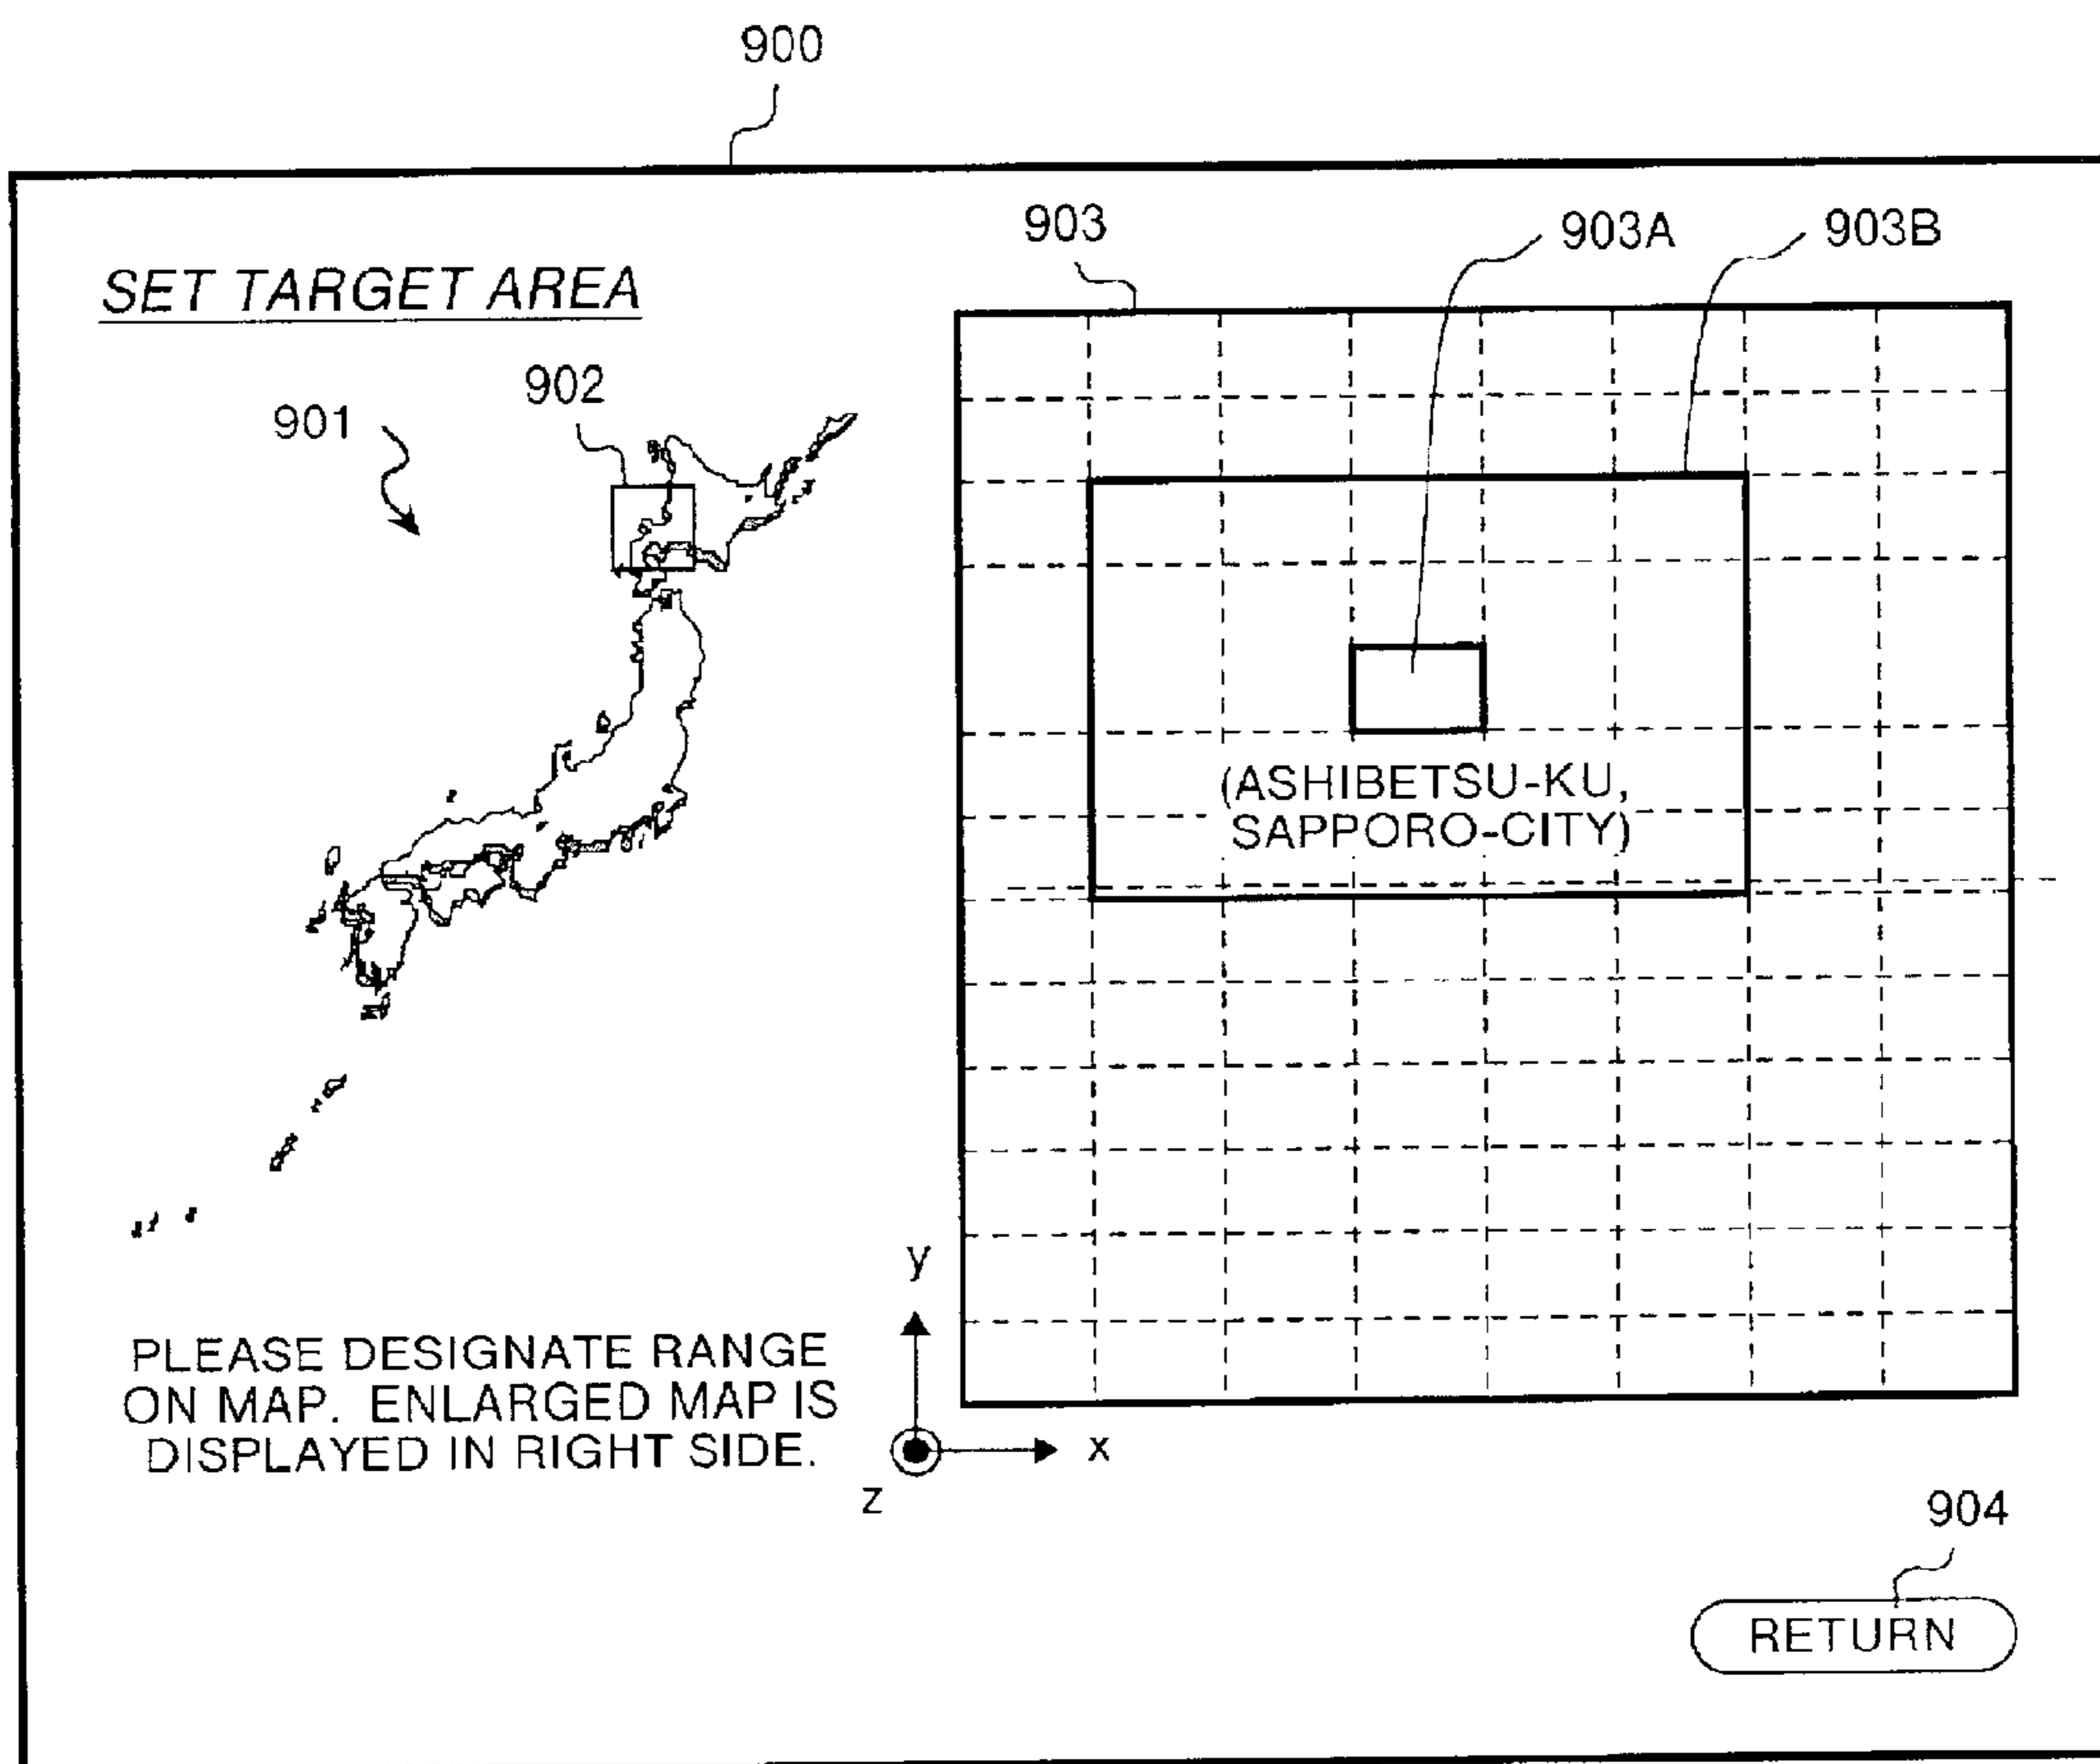 900
903
903A
903B
SET TARGET AREA
902
901
(ASHIBETSU-KU,
SAPPORO-CITY)
y
PLEASE DESIGNATE RANGE
ON MAP. ENLARGED MAP IS
DISPLAYED IN RIGHT SIDE.
x
z
904
RETURN